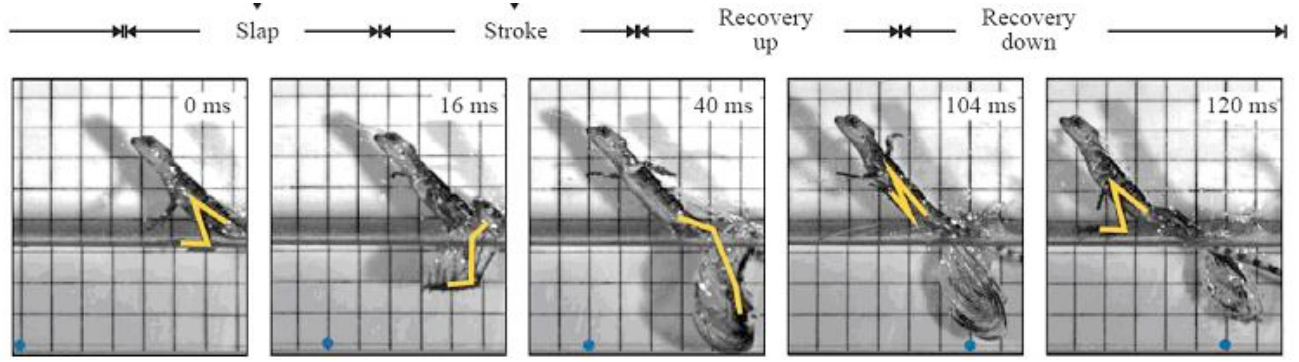 Slap
Stroke
Recovery
up
Recovery
down
0 ms
16 ms
40 ms
104 ms
120 ms